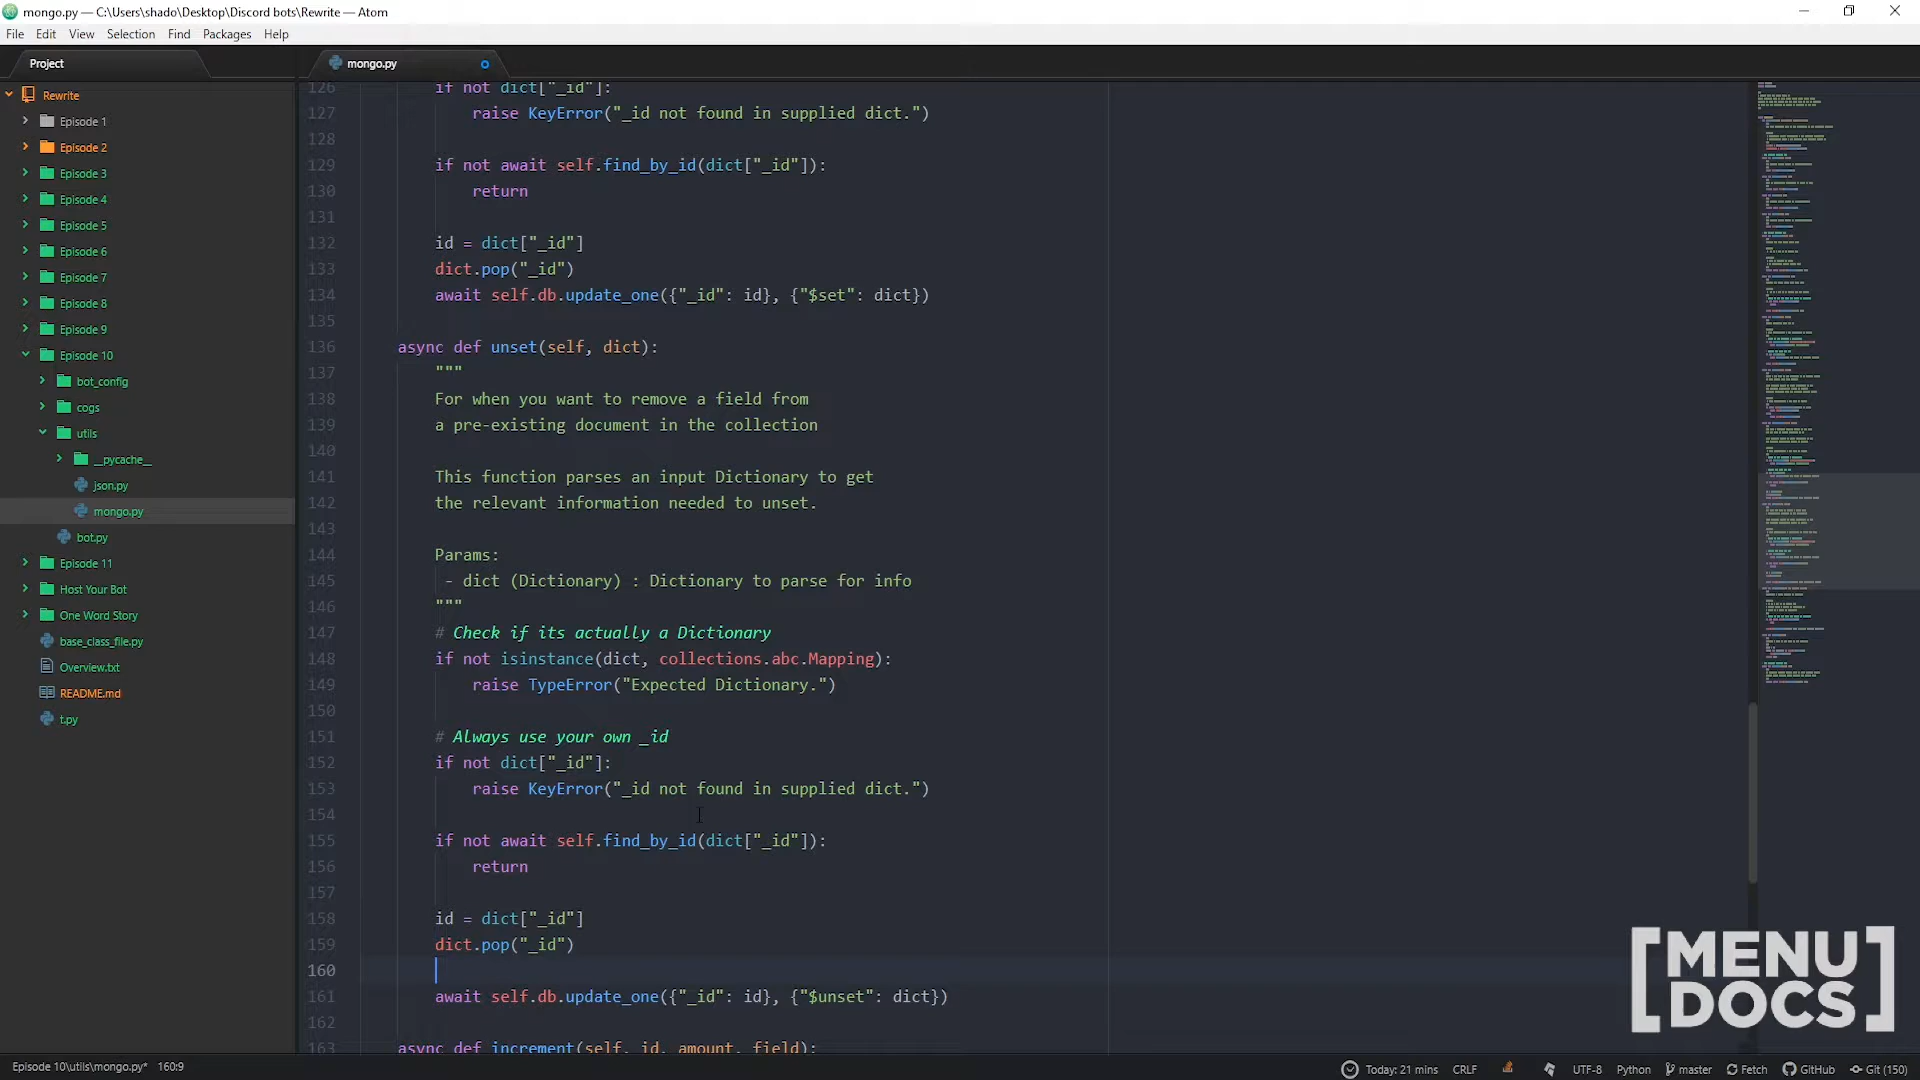 mongo.py — C:\Users\shado\Desktop\Discord bots\Rewrite — Atom
File Edit View Selection Find Packages Help
Project
mongo.py
Rewrite
Episode 1
Episode 2
Episode 3
Episode 4
Episode 5
Episode 6
Episode 7
Episode 8
Episode 9
Episode 10
bot_config
cogs
utils
__pycache__
json.py
mongo.py
bot.py
Episode 11
Host Your Bot
One Word Story
base_class_file.py
Overview.txt
README.md
t.py
126 if not dict["_id"]:
127 raise KeyError("_id not found in supplied dict.")
128
129 if not await self.find_by_id(dict["_id"]):
130 return
131
132 id = dict["_id"]
133 dict.pop("_id")
134 await self.db.update_one({"_id": id}, {"$set": dict})
135
136 async def unset(self, dict):
137 """
138 For when you want to remove a field from
139 a pre-existing document in the collection
140
141 This function parses an input Dictionary to get
142 the relevant information needed to unset.
143
144 Params:
145 - dict (Dictionary) : Dictionary to parse for info
146 """
147 # Check if its actually a Dictionary
148 if not isinstance(dict, collections.abc.Mapping):
149 raise TypeError("Expected Dictionary.")
150
151 # Always use your own _id
152 if not dict["_id"]:
153 raise KeyError("_id not found in supplied dict.")
154
155 if not await self.find_by_id(dict["_id"]):
156 return
157
158 id = dict["_id"]
159 dict.pop("_id")
160
161 await self.db.update_one({"_id": id}, {"$unset": dict})
162
163 async def increment(self, id, amount, field):
[MENU
DOCS]
Episode 10\utils\mongo.py* 160:9
Today: 21 mins CRLF UTF-8 Python master Fetch GitHub Git (150)